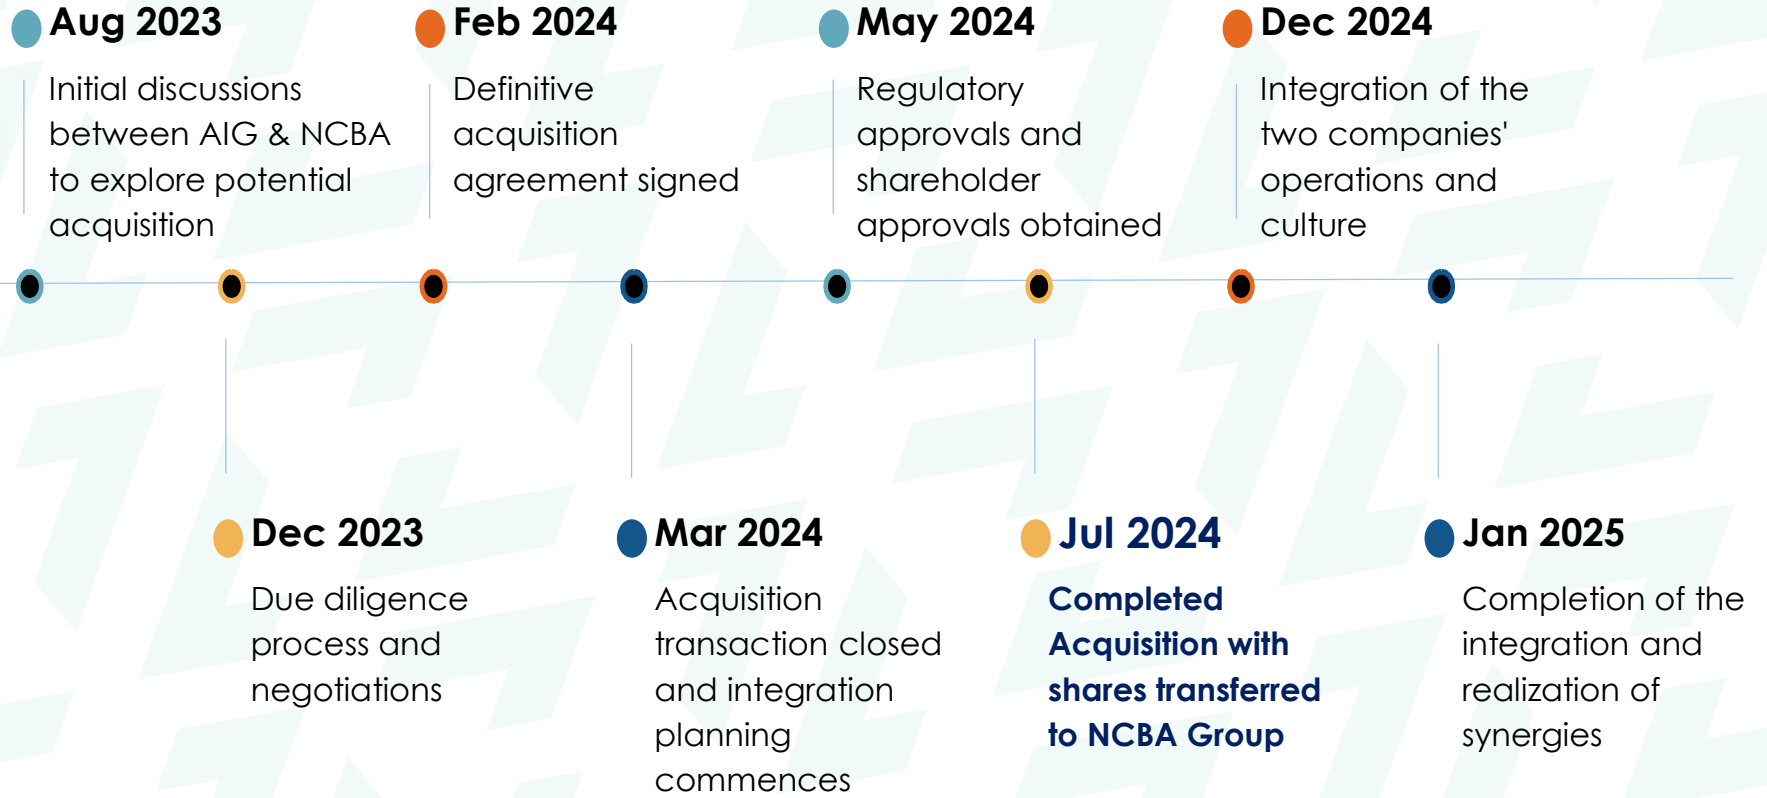 Aug 2023
Initial discussions
between AIG & NCBA
to explore potential
acquisition
Dec 2023
Due diligence
process and
negotiations
Feb 2024
Definitive
acquisition
agreement signed
Mar 2024
Acquisition
transaction closed
and integration
planning
commences
May 2024
Regulatory
approvals and
shareholder
approvals obtained
Jul 2024
Completed
Acquisition with
shares transferred
to NCBA Group
Dec 2024
Integration of the
two companies'
operations and
culture
Jan 2025
Completion of the
integration and
realization of
synergies